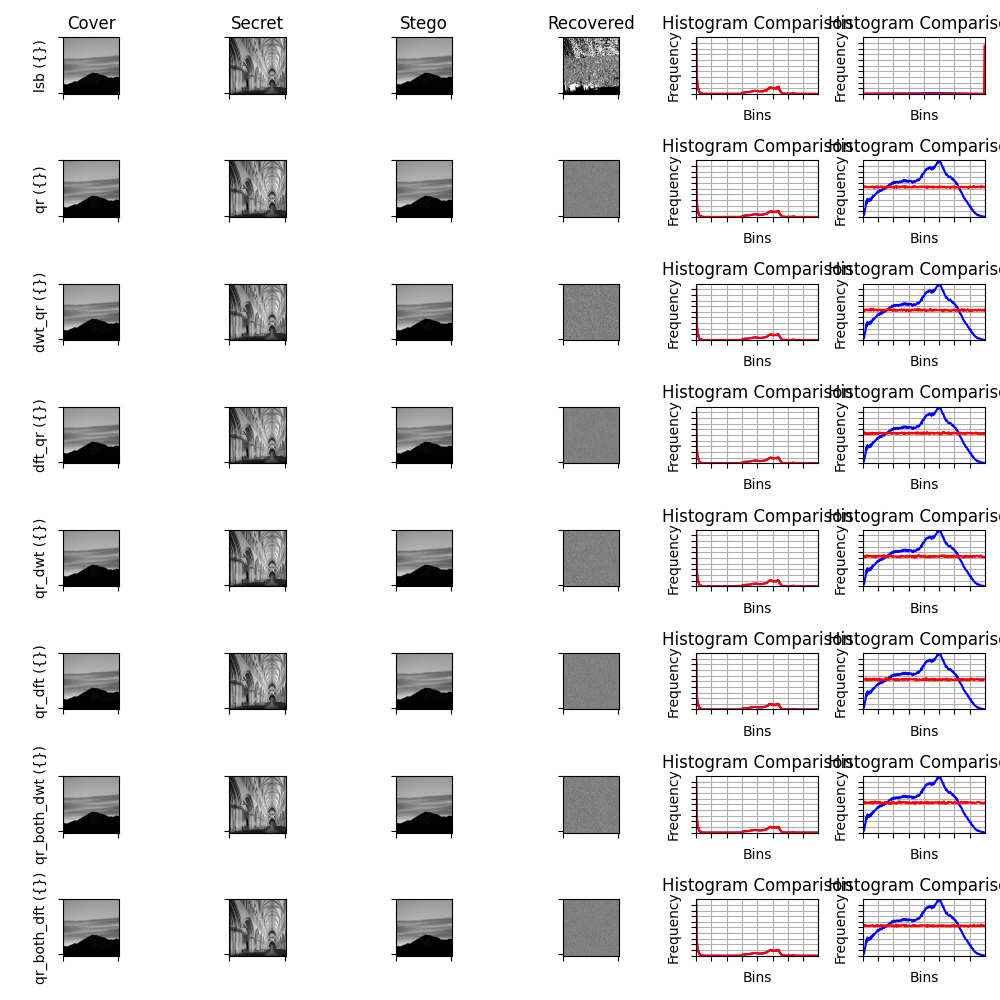 Cover Secret Stego Recovered Histogram Comparison Histogram Comparis
lsb ({}) Frequency Frequency
Bins Bins
Histogram Comparison Histogram Comparis
qr ({}) Frequency Frequency
Bins Bins
Histogram Comparison Histogram Comparis
dwt_qr ({}) Frequency Frequency
Bins Bins
Histogram Comparison Histogram Comparis
dft_qr ({}) Frequency Frequency
Bins Bins
Histogram Comparison Histogram Comparis
qr_dwt ({}) Frequency Frequency
Bins Bins
Histogram Comparison Histogram Comparis
qr_dft ({}) Frequency Frequency
Bins Bins
Histogram Comparison Histogram Comparis
qr_both_dwt ({}) Frequency Frequency
Bins Bins
Histogram Comparison Histogram Comparis
qr_both_dft ({}) Frequency Frequency
Bins Bins